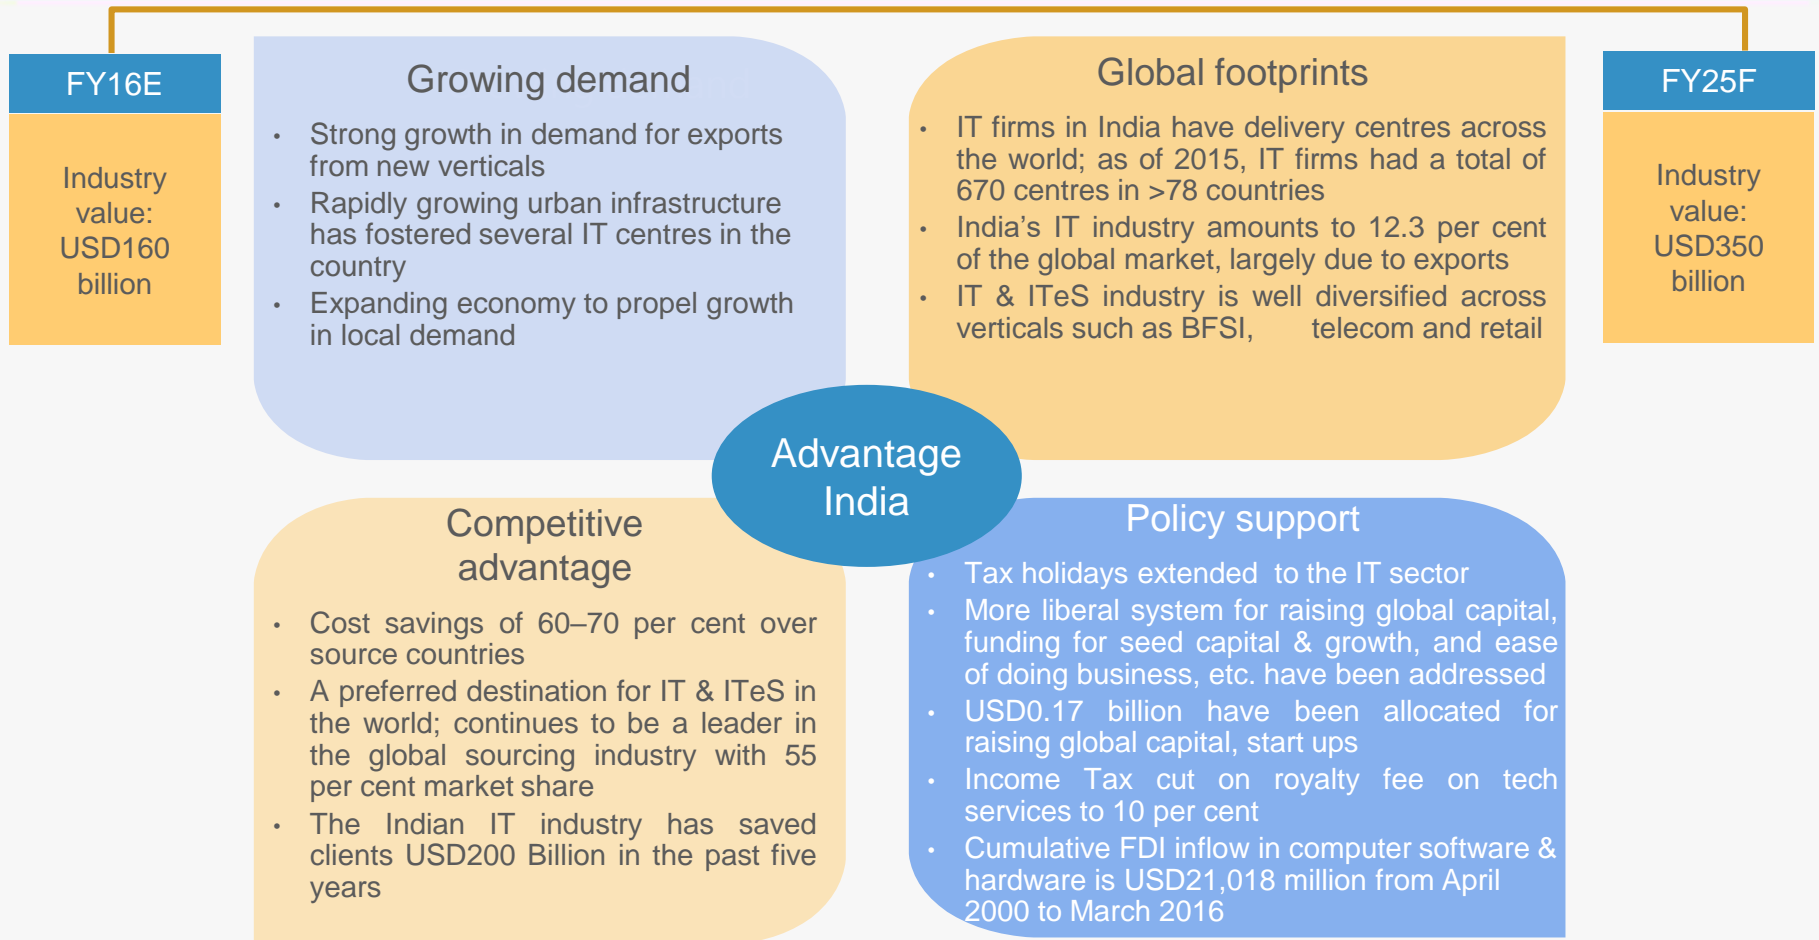 FY16E
Industry
value:
USD160
billion
Growing demand
• Strong growth in demand for exports
from new verticals
• Rapidly growing urban infrastructure
has fostered several IT centres in the
country
• Expanding economy to propel growth
in local demand
Global footprints
• IT firms in India have delivery centres across
the world; as of 2015, IT firms had a total of
670 centres in >78 countries
• India’s IT industry amounts to 12.3 per cent
of the global market, largely due to exports
• IT & ITeS industry is well diversified across
verticals such as BFSI, telecom and retail
FY25F
Industry
value:
USD350
billion
Advantage
India
Competitive
advantage
• Cost savings of 60–70 per cent over
source countries
• A preferred destination for IT & ITeS in
the world; continues to be a leader in
the global sourcing industry with 55
per cent market share
• The Indian IT industry has saved
clients USD200 Billion in the past five
years
Policy support
• Tax holidays extended to the IT sector
• More liberal system for raising global capital,
funding for seed capital & growth, and ease
of doing business, etc. have been addressed
• USD0.17 billion have been allocated for
raising global capital, start ups
• Income Tax cut on royalty fee on tech
services to 10 per cent
• Cumulative FDI inflow in computer software &
hardware is USD21,018 million from April
2000 to March 2016